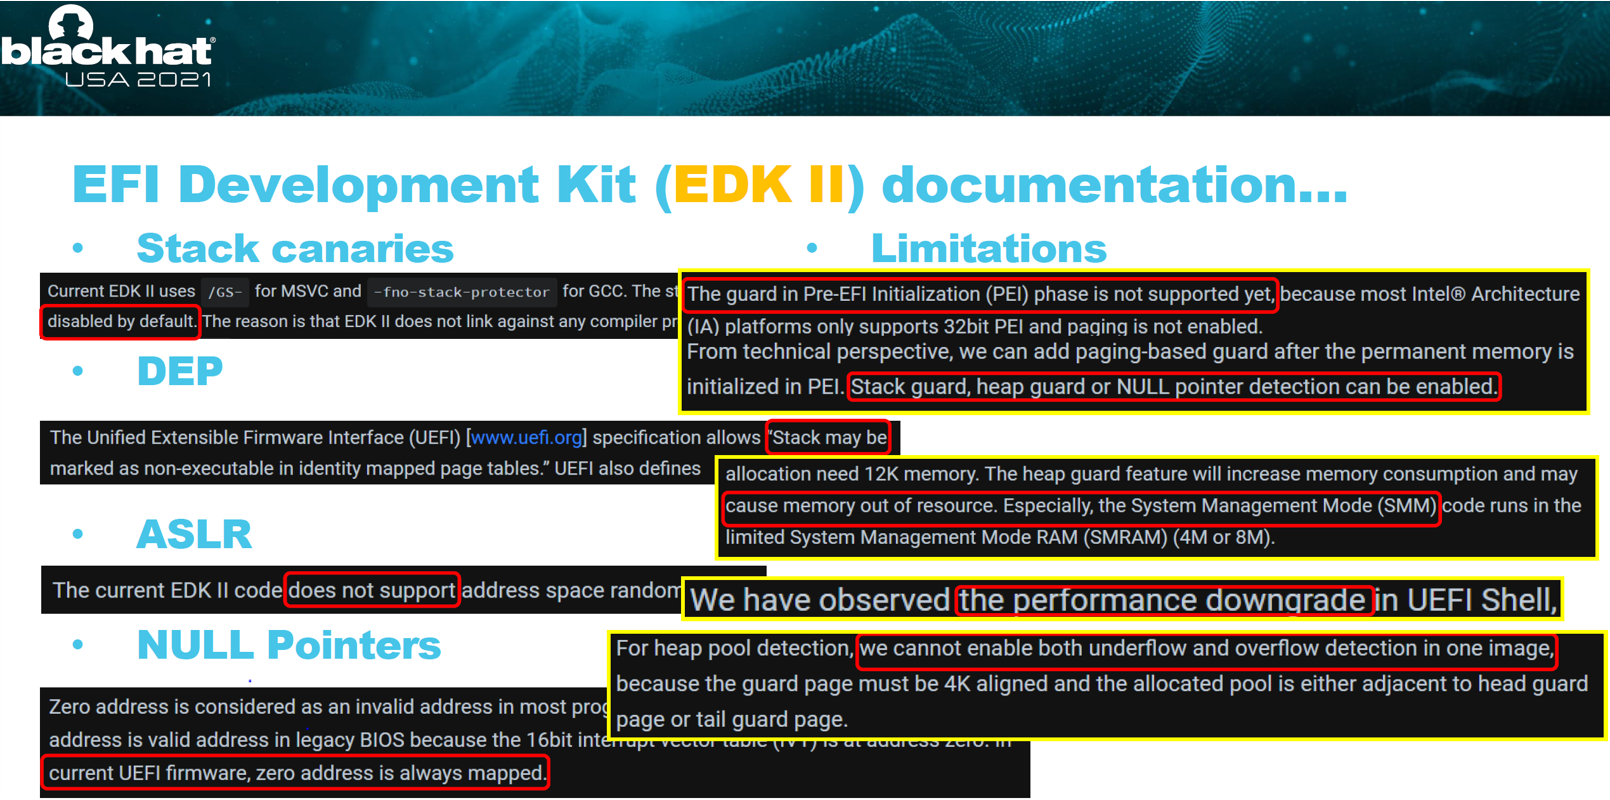 black hat®
USA 2021
EFI Development Kit (EDK II) documentation...
• Stack canaries
Current EDK II uses /GS- for MSVC and -fno-stack-protector for GCC. The st
disabled by default. The reason is that EDK II does not link against any compiler pr
• DEP
The Unified Extensible Firmware Interface (UEFI) [www.uefi.org] specification allows “Stack may be
marked as non-executable in identity mapped page tables.” UEFI also defines
• ASLR
The current EDK II code does not support address space random
• NULL Pointers
Zero address is considered as an invalid address in most prog
address is valid address in legacy BIOS because the 16bit interrupt vector table (IVT) is at address zero. In
current UEFI firmware, zero address is always mapped.
• Limitations
The guard in Pre-EFI Initialization (PEI) phase is not supported yet, because most Intel® Architecture
(IA) platforms only supports 32bit PEI and paging is not enabled.
From technical perspective, we can add paging-based guard after the permanent memory is
initialized in PEI. Stack guard, heap guard or NULL pointer detection can be enabled.
allocation need 12K memory. The heap guard feature will increase memory consumption and may
cause memory out of resource. Especially, the System Management Mode (SMM) code runs in the
limited System Management Mode RAM (SMRAM) (4M or 8M).
We have observed the performance downgrade in UEFI Shell,
For heap pool detection, we cannot enable both underflow and overflow detection in one image,
because the guard page must be 4K aligned and the allocated pool is either adjacent to head guard
page or tail guard page.